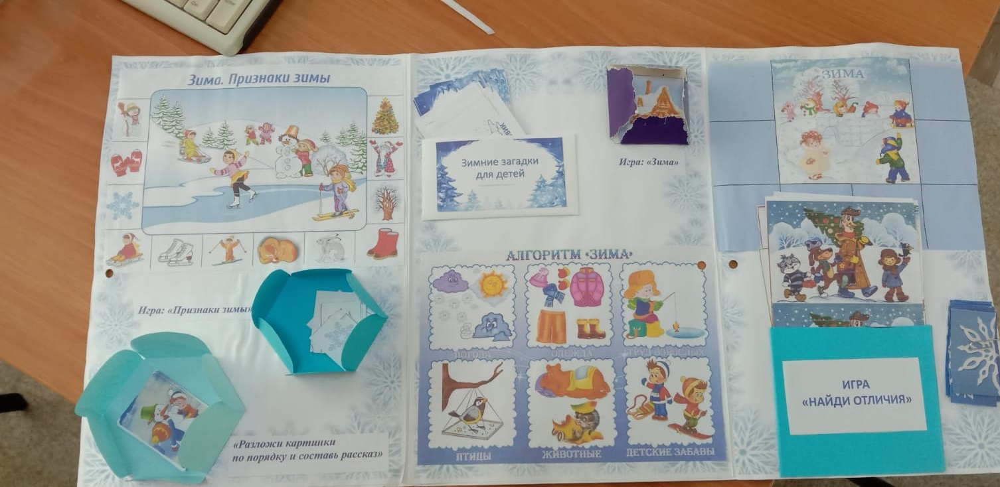 Зима. Признаки зимы
Игра: «Признаки зимы»
«Разложи картинки
по порядку и составь рассказ»
Зимние загадки
для детей
Игра: «Зима»
АЛГОРИТМ «ЗИМА»
ПОГОДА
ОДЕЖДА
ПТИЦЫ
ЖИВОТНЫЕ
ДЕТСКИЕ ЗАБАВЫ
ЗИМА
ИГРА
«НАЙДИ ОТЛИЧИЯ»